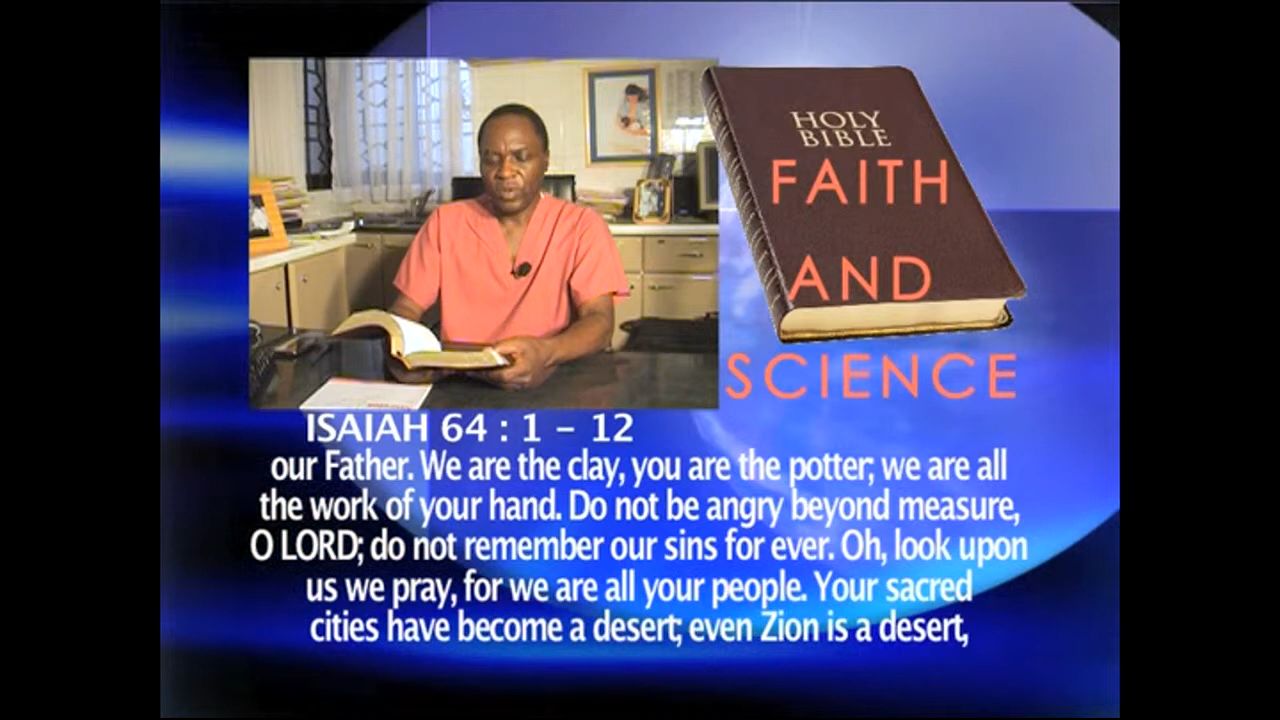 HOLY
BIBLE
FAITH
AND
SCIENCE
ISAIAH 64 : 1 – 12
our Father. We are the clay, you are the potter; we are all
the work of your hand. Do not be angry beyond measure,
O LORD; do not remember our sins for ever. Oh, look upon
us we pray, for we are all your people. Your sacred
cities have become a desert; even Zion is a desert,